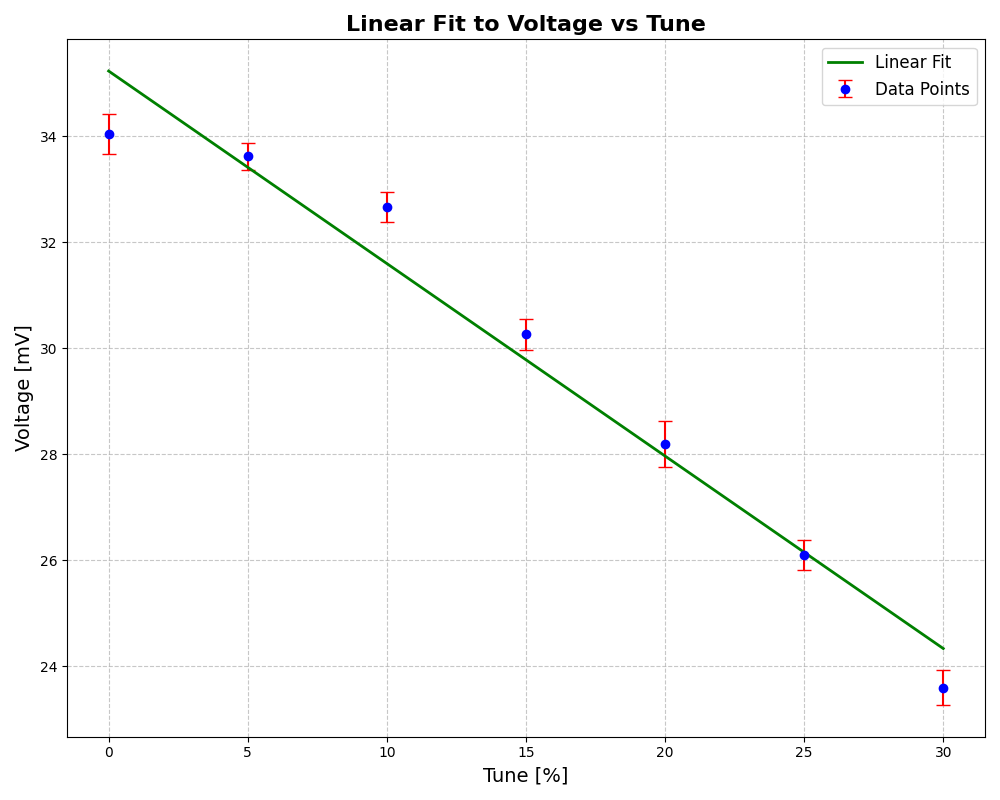 Linear Fit to Voltage vs Tune
Linear Fit
Data Points
Voltage [mV]
34
32
30
28
26
24
0
5
10
15
20
25
30
Tune [%]